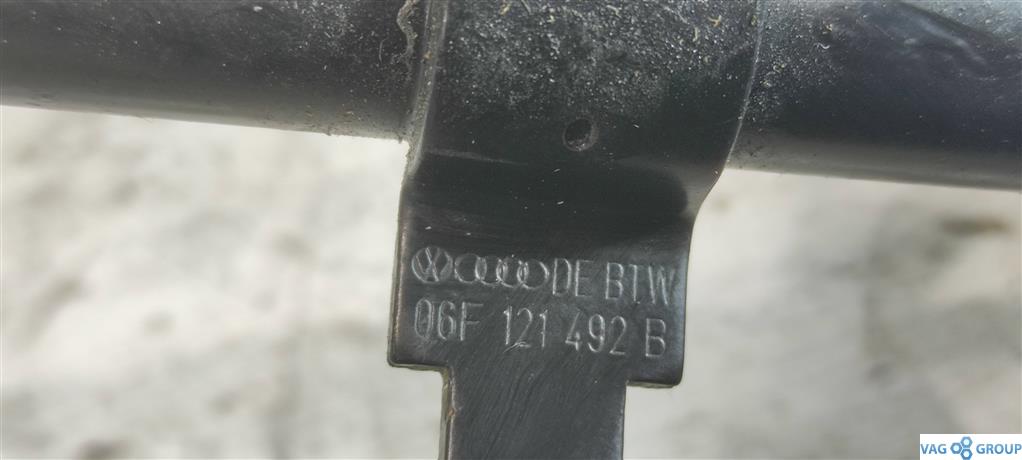 DE BTW
06F 121 492 B
VAG GROUP